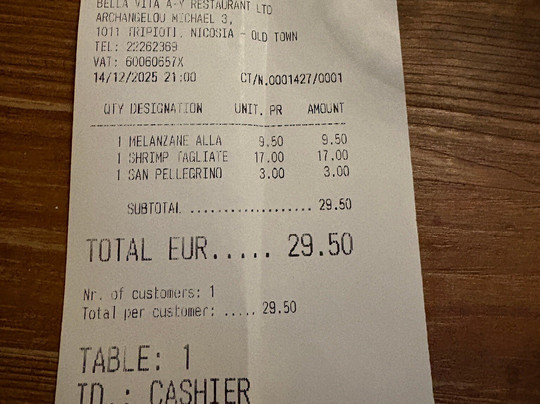 BELLA VITA A-Y RESTAURANT LTD
ARCHANGELOU MICHAEL 3,
1011 TRIPIOTI, NICOSIA - OLD TOWN
TEL: 22262369
VAT: 60060657X
14/12/2025 21:00 CT/N.0001427/0001
QTY DESIGNATION UNIT. PR AMOUNT
1 MELANZANE ALLA 9.50 9.50
1 SHRIMP TAGLIATE 17.00 17.00
1 SAN PELLEGRINO 3.00 3.00
SUBTOTAL .................... 29.50
TOTAL EUR..... 29.50
Nr. of customers: 1
Total per customer: ..... 29.50
TABLE: 1
ID.: CASHIER